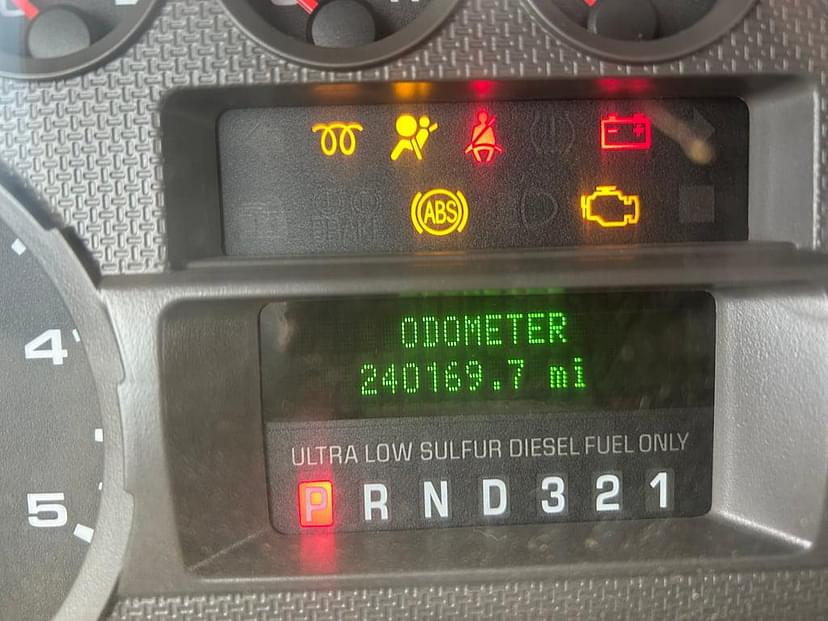 ABS
ODOMETER
240169.7 mi
4
ULTRA LOW SULFUR DIESEL FUEL ONLY
P R N D 3 2 1
5